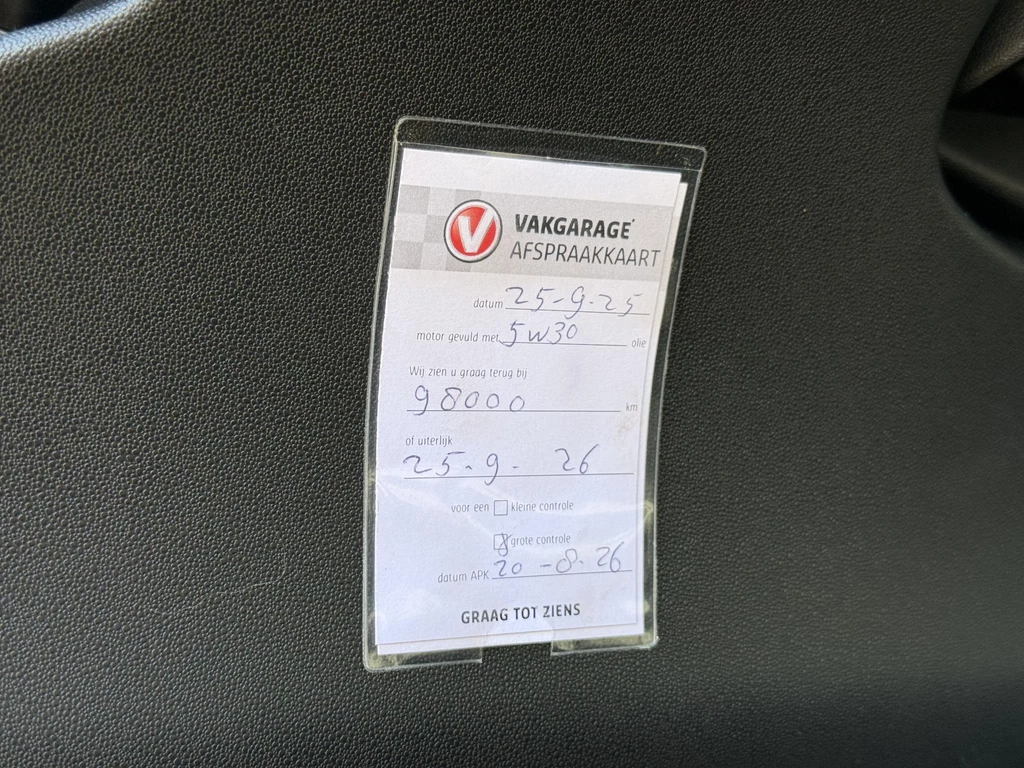 V VAKGARAGE
AFSPRAAKKAART
datum 25-9-25
motor gevuld met 5W30 olie
Wij zien u graag terug bij
98000 km
of uiterlijk
25-9- 26
voor een kleine controle
grote controle
datum APK 20-8-26
GRAAG TOT ZIENS